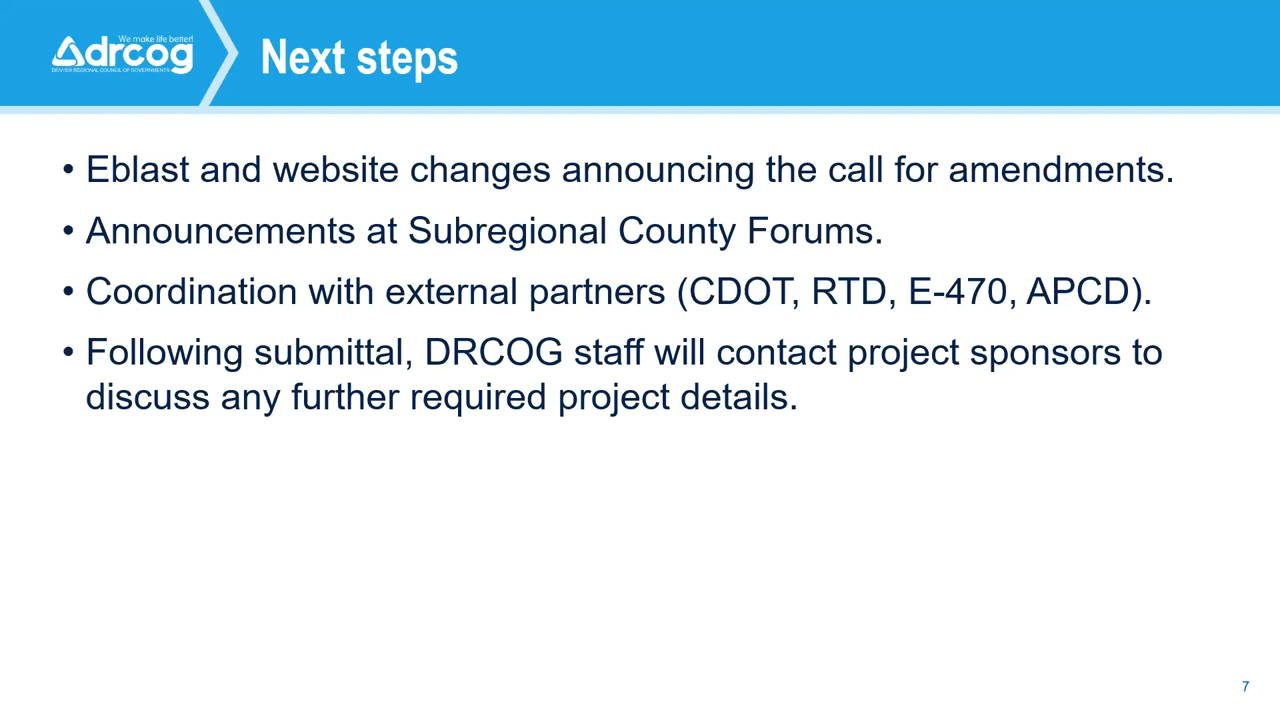 We make life better!
drcog
DENVER REGIONAL COUNCIL OF GOVERNMENTS
Next steps
• Eblast and website changes announcing the call for amendments.
• Announcements at Subregional County Forums.
• Coordination with external partners (CDOT, RTD, E-470, APCD).
• Following submittal, DRCOG staff will contact project sponsors to
discuss any further required project details.
7